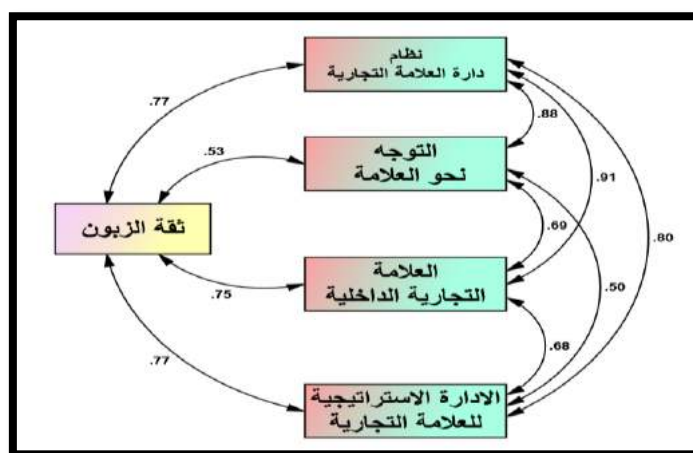 نظام
دارة العلامة التجارية
.77
.88
التوجه
نحو العلامة
.53
.91
ثقة الزبون
.69
.80
العلامة
التجارية الداخلية
.75
.50
.68
.77
الادارة الاستراتيجية
للعلامة التجارية